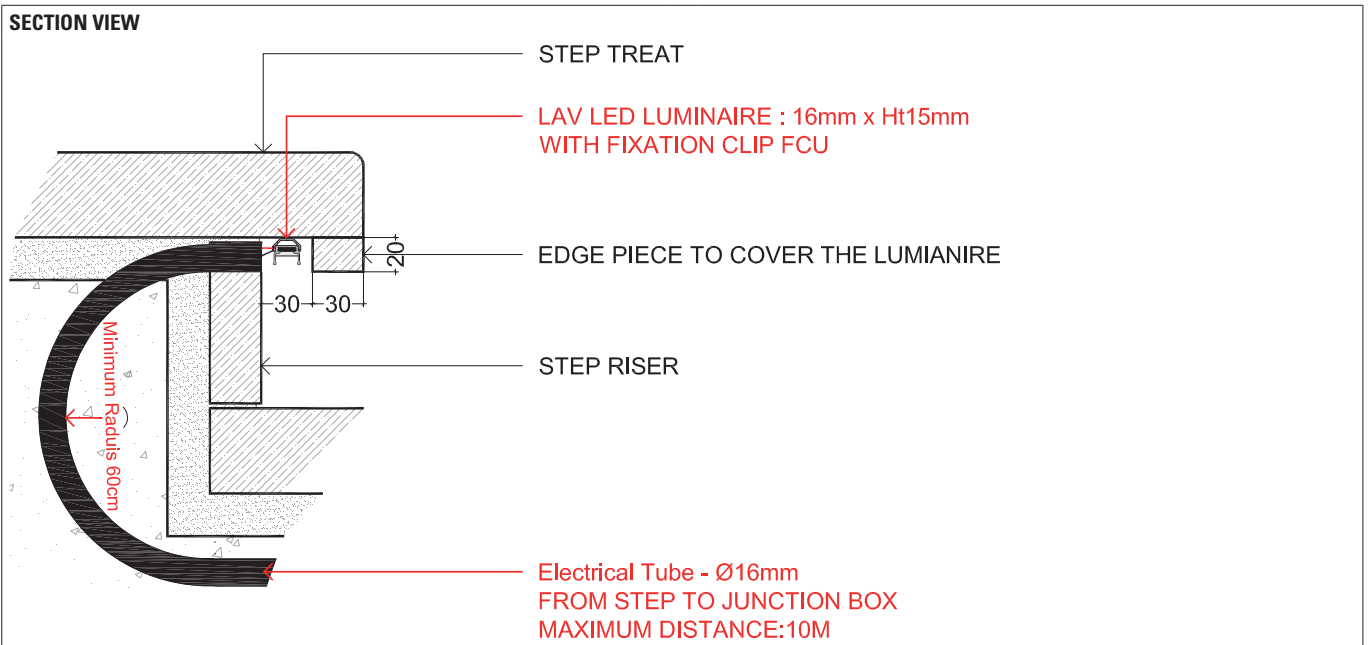 SECTION VIEW
STEP TREAT
LAV LED LUMINAIRE : 16mm x Ht15mm
WITH FIXATION CLIP FCU
20
EDGE PIECE TO COVER THE LUMIANIRE
30 30
STEP RISER
Minimum Raduis 60cm
Electrical Tube - Ø16mm
FROM STEP TO JUNCTION BOX
MAXIMUM DISTANCE:10M